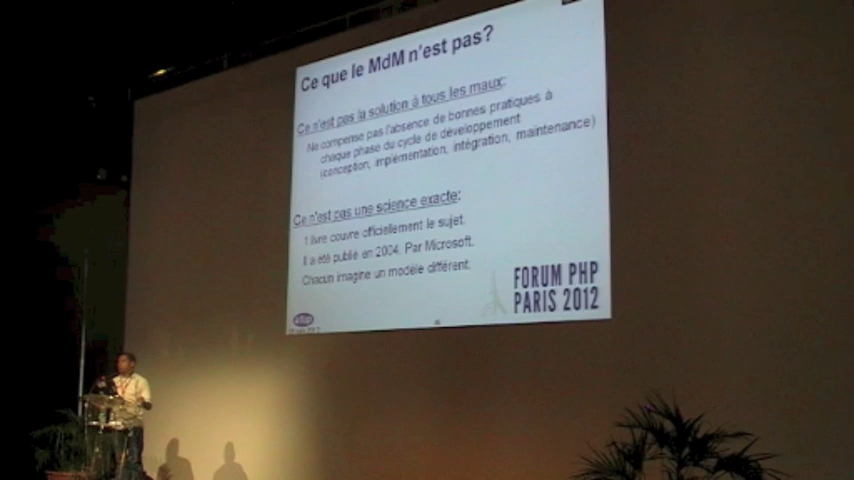 Ce que le MdM n'est pas?
Ce n'est pas la solution à tous les maux:
Ne compense pas l'absence de bonnes pratiques à
chaque phase du cycle de développement
(conception, implémentation, intégration, maintenance)
Ce n'est pas une science exacte:
1 livre couvre officiellement le sujet.
Il a été publié en 2004. Par Microsoft.
Chacun imagine un modèle différent.
FORUM PHP
PARIS 2012
afup